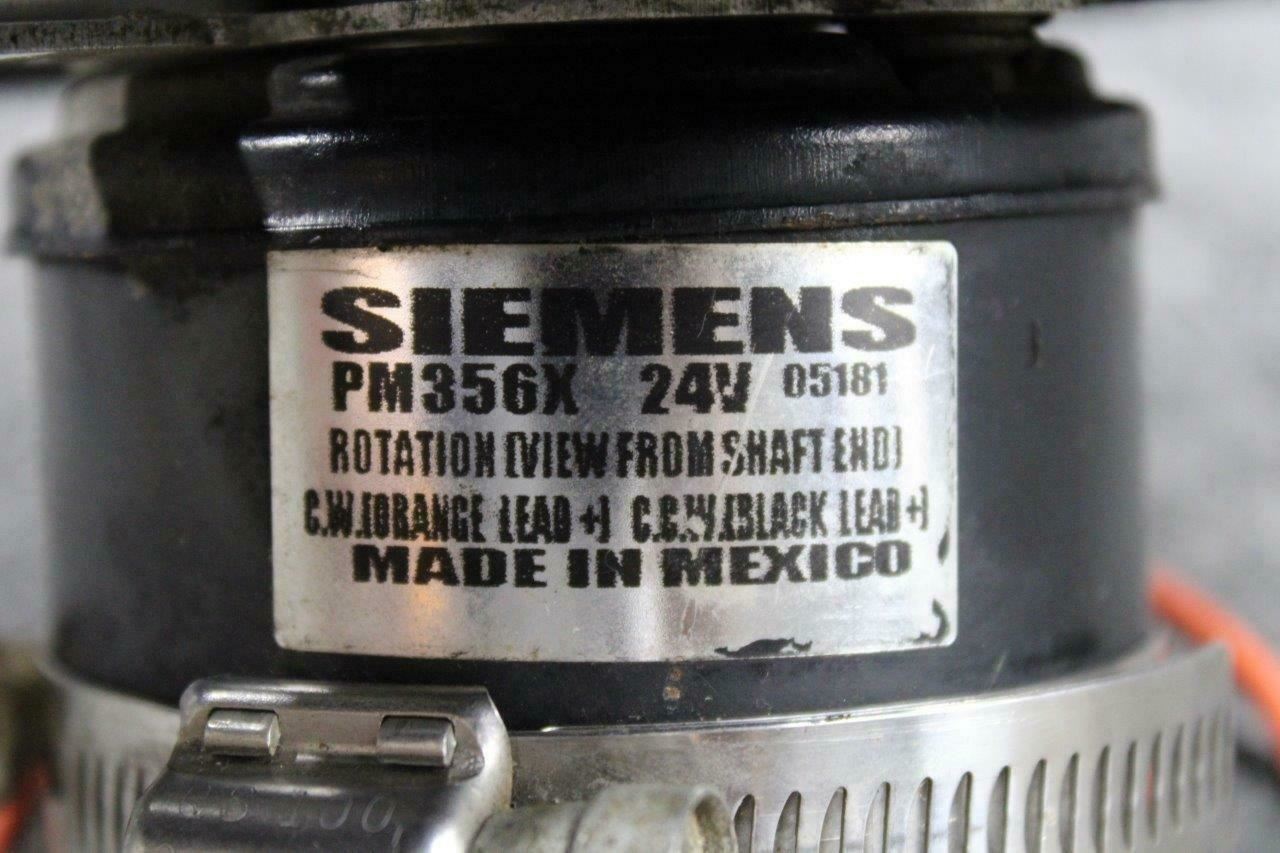 SIEMENS
PM356X 24V 05181
ROTATION (VIEW FROM SHAFT END)
C.W.(ORANGE LEAD +) C.C.W.(BLACK LEAD +)
MADE IN MEXICO